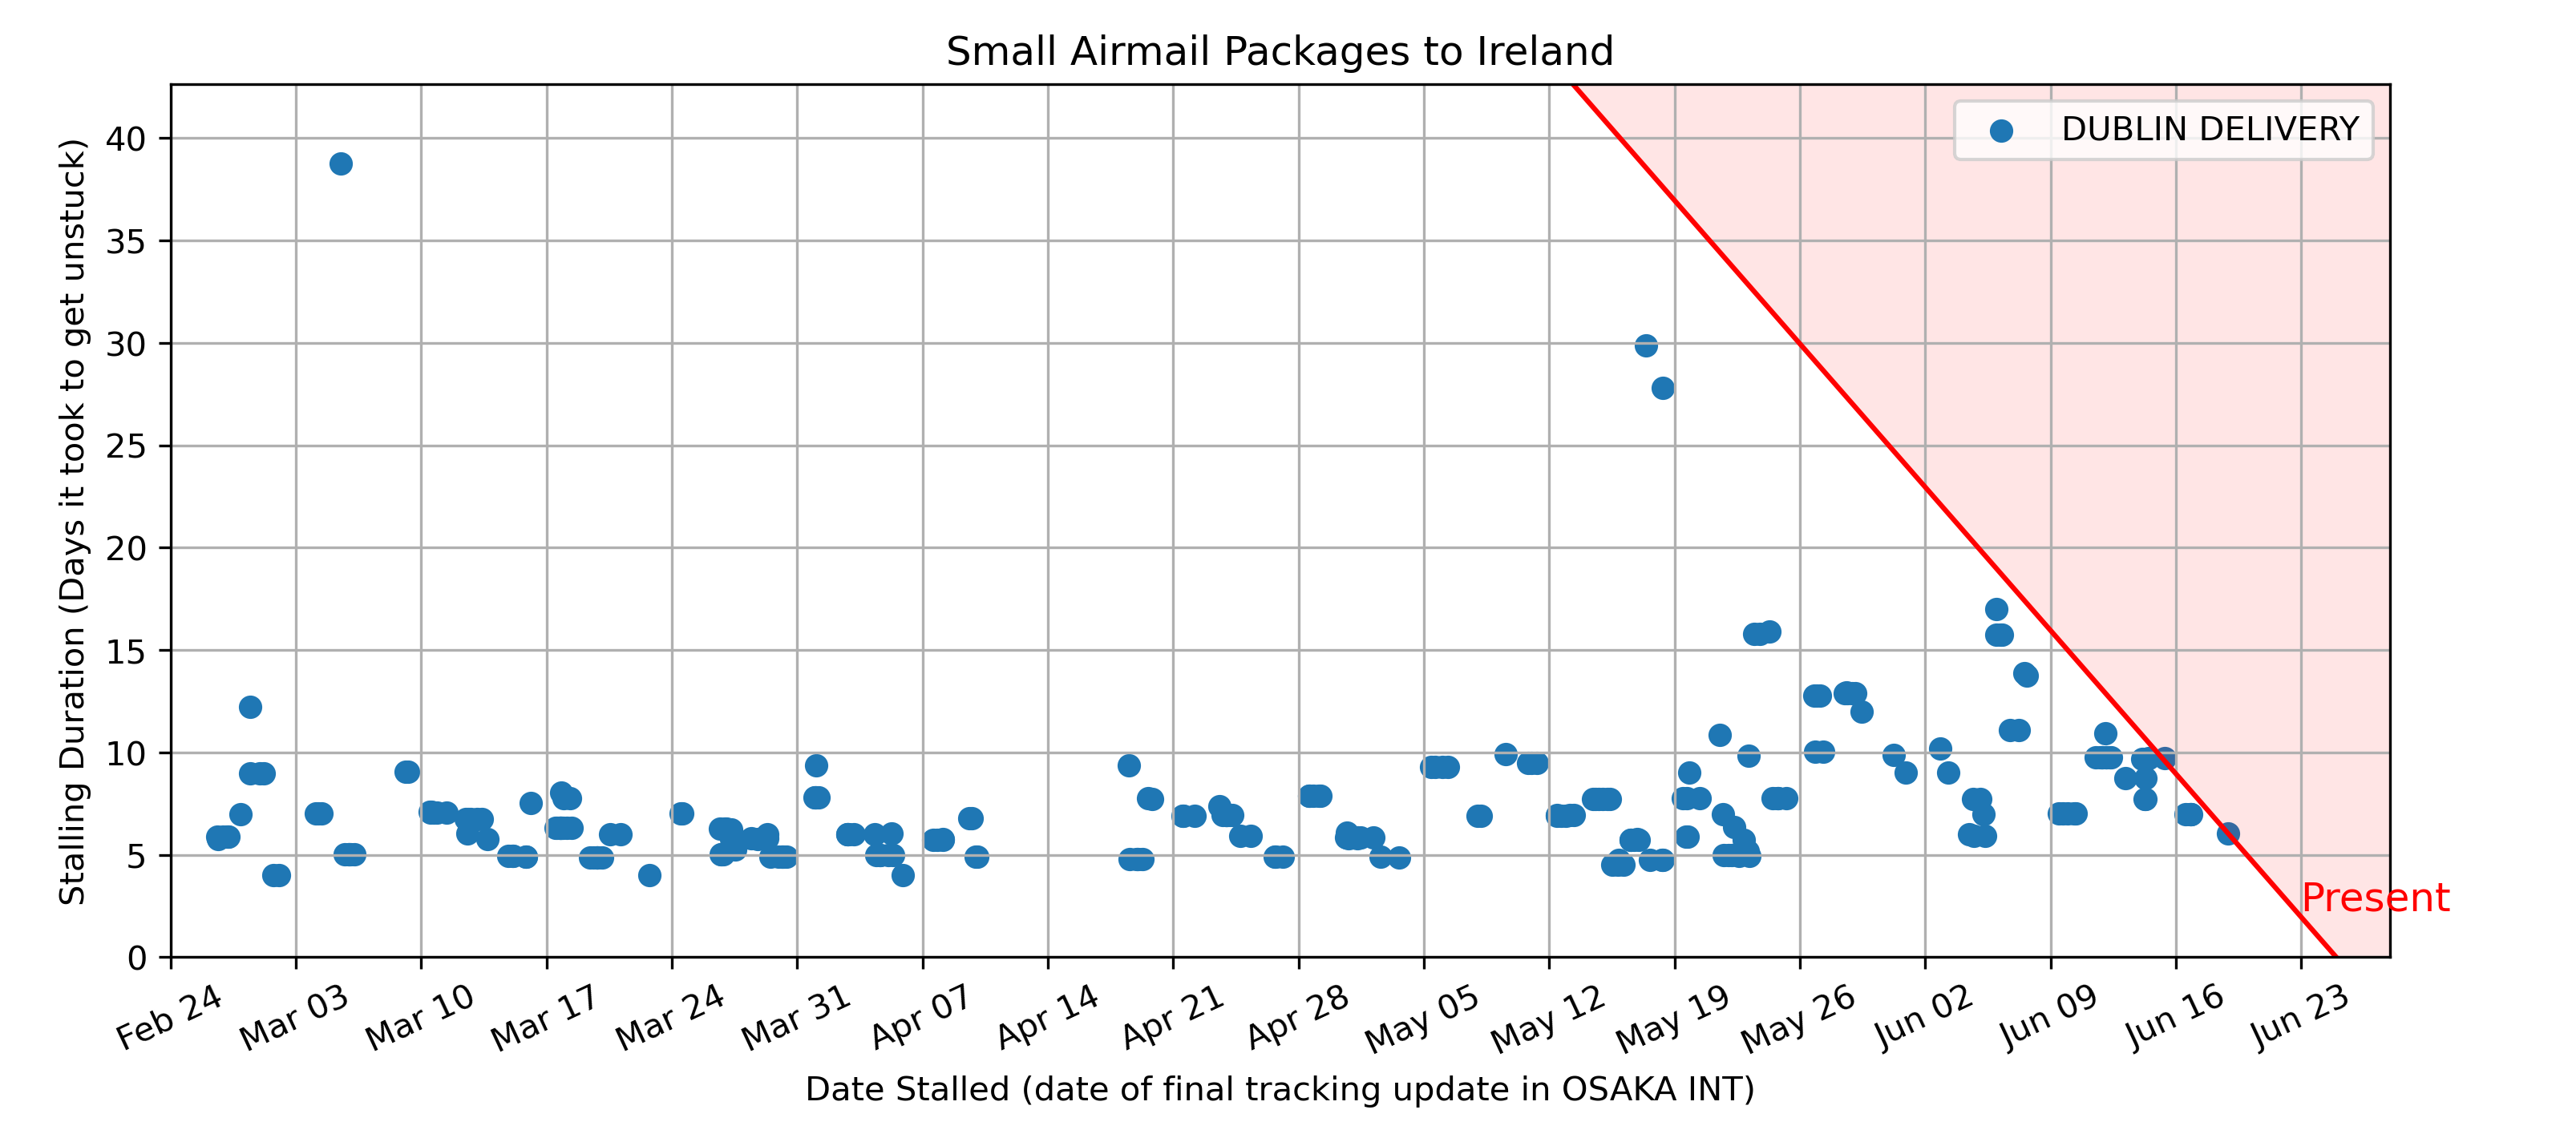 Small Airmail Packages to Ireland
DUBLIN DELIVERY
Stalling Duration (Days it took to get unstuck)
40
35
30
25
20
15
10
5
0
Present
Feb 24
Mar 03
Mar 10
Mar 17
Mar 24
Mar 31
Apr 07
Apr 14
Apr 21
Apr 28
May 05
May 12
May 19
May 26
Jun 02
Jun 09
Jun 16
Jun 23
Date Stalled (date of final tracking update in OSAKA INT)